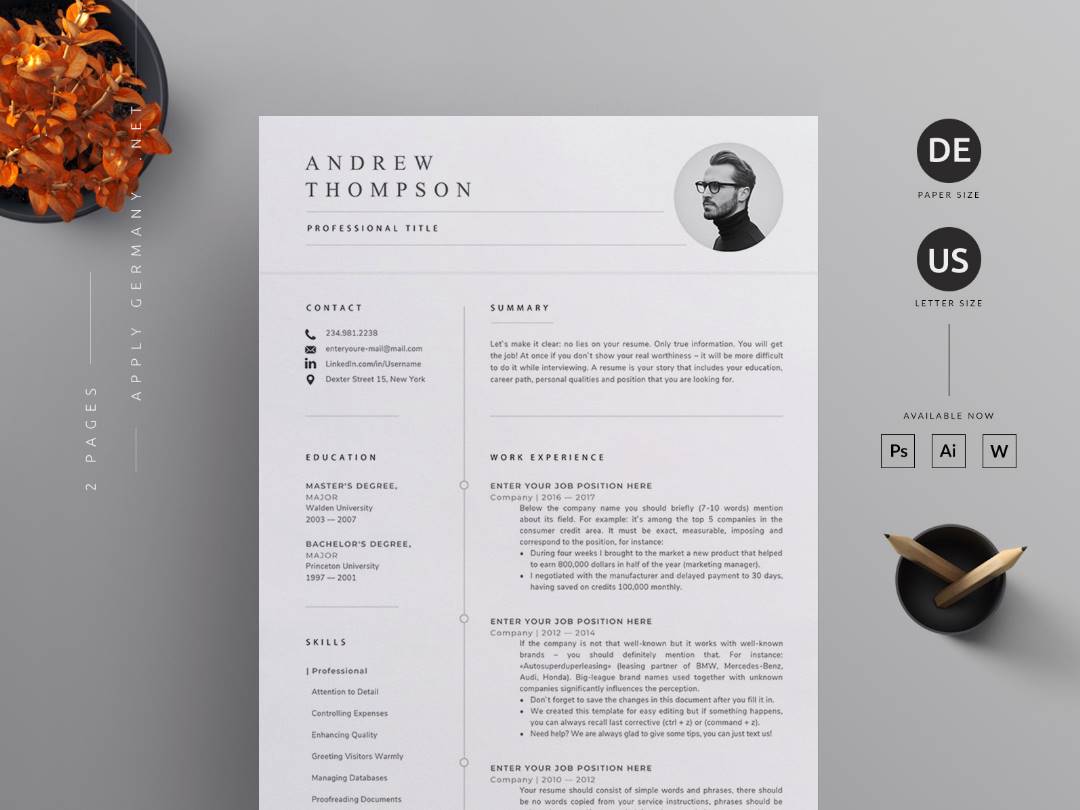 2 PAGES
APPLY GERMANY .NET
ANDREW
THOMPSON
PROFESSIONAL TITLE
CONTACT
234.981.2238
enteryoure-mail@mail.com
LinkedIn.com/in/Username
Dexter Street 15, New York
EDUCATION
MASTER'S DEGREE,
MAJOR
Walden University
2003 — 2007
BACHELOR'S DEGREE,
MAJOR
Princeton University
1997 — 2001
SKILLS
| Professional
Attention to Detail
Controlling Expenses
Enhancing Quality
Greeting Visitors Warmly
Managing Databases
Proofreading Documents
SUMMARY
Let's make it clear: no lies on your resume. Only true information. You will get
the job! At once if you don't show your real worthiness – it will be more difficult
to do it while interviewing. A resume is your story that includes your education,
career path, personal qualities and position that you are looking for.
WORK EXPERIENCE
ENTER YOUR JOB POSITION HERE
Company | 2016 — 2017
Below the company name you should briefly (7-10 words) mention
about its field. For example: it's among the top 5 companies in the
consumer credit area. It must be exact, measurable, imposing and
correspond to the position, for instance:
• During four weeks I brought to the market a new product that helped
to earn 800,000 dollars in half of the year (marketing manager).
• I negotiated with the manufacturer and delayed payment to 30 days,
having saved on credits 100,000 monthly.
ENTER YOUR JOB POSITION HERE
Company | 2012 — 2014
If the company is not that well-known but it works with well-known
brands – you should definitely mention that. For instance:
«Autosuperduperleasing» (leasing partner of BMW, Mercedes-Benz,
Audi, Honda). Big-league brand names used together with unknown
companies significantly influences the perception.
• Don't forget to save the changes in this document after you fill it in.
• We created this template for easy editing but if something happens,
you can always recall last corrective (ctrl + z) or (command + z).
• Need help? We are always glad to give some tips, you can just text us!
ENTER YOUR JOB POSITION HERE
Company | 2010 — 2012
Your resume should consist of simple words and phrases, there should
be no words copied from your service instructions, phrases should be
DE
PAPER SIZE
US
LETTER SIZE
AVAILABLE NOW
Ps
Ai
W
in